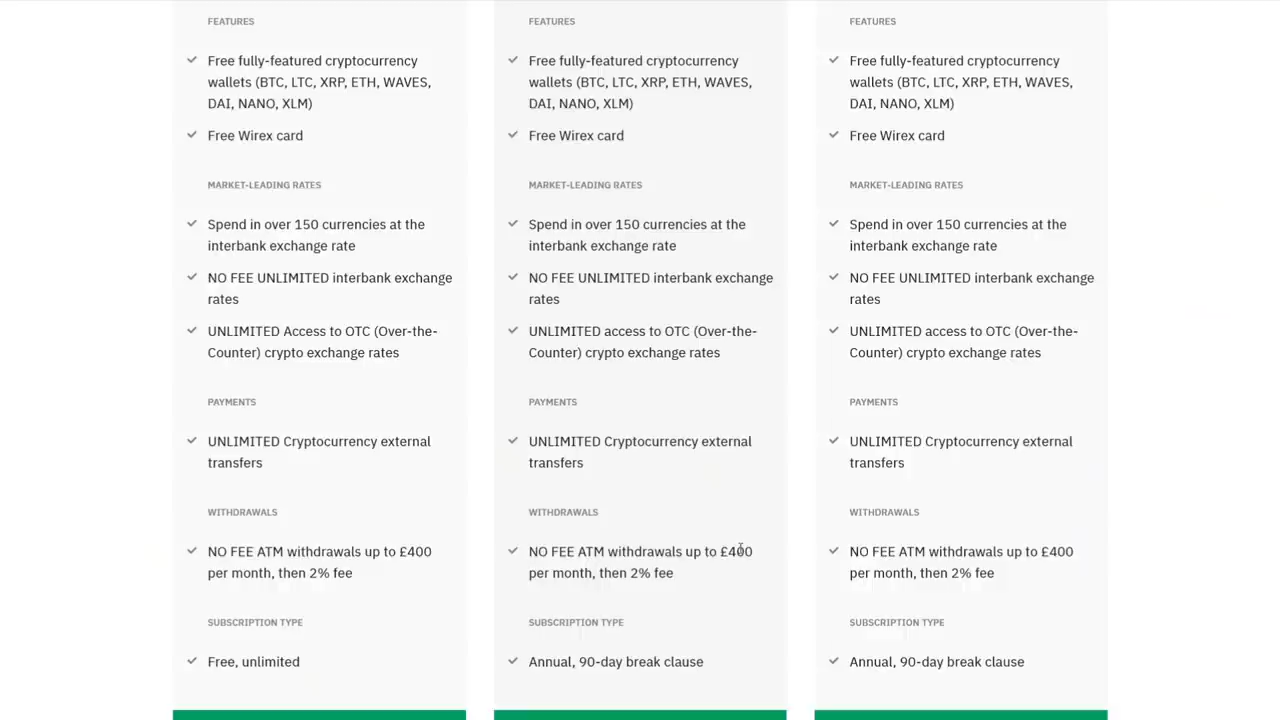 FEATURES
Free fully-featured cryptocurrency
wallets (BTC, LTC, XRP, ETH, WAVES,
DAI, NANO, XLM)
Free Wirex card
MARKET-LEADING RATES
Spend in over 150 currencies at the
interbank exchange rate
NO FEE UNLIMITED interbank exchange
rates
UNLIMITED Access to OTC (Over-the-
Counter) crypto exchange rates
PAYMENTS
UNLIMITED Cryptocurrency external
transfers
WITHDRAWALS
NO FEE ATM withdrawals up to £400
per month, then 2% fee
SUBSCRIPTION TYPE
Free, unlimited
FEATURES
Free fully-featured cryptocurrency
wallets (BTC, LTC, XRP, ETH, WAVES,
DAI, NANO, XLM)
Free Wirex card
MARKET-LEADING RATES
Spend in over 150 currencies at the
interbank exchange rate
NO FEE UNLIMITED interbank exchange
rates
UNLIMITED access to OTC (Over-the-
Counter) crypto exchange rates
PAYMENTS
UNLIMITED Cryptocurrency external
transfers
WITHDRAWALS
NO FEE ATM withdrawals up to £400
per month, then 2% fee
SUBSCRIPTION TYPE
Annual, 90-day break clause
FEATURES
Free fully-featured cryptocurrency
wallets (BTC, LTC, XRP, ETH, WAVES,
DAI, NANO, XLM)
Free Wirex card
MARKET-LEADING RATES
Spend in over 150 currencies at the
interbank exchange rate
NO FEE UNLIMITED interbank exchange
rates
UNLIMITED access to OTC (Over-the-
Counter) crypto exchange rates
PAYMENTS
UNLIMITED Cryptocurrency external
transfers
WITHDRAWALS
NO FEE ATM withdrawals up to £400
per month, then 2% fee
SUBSCRIPTION TYPE
Annual, 90-day break clause